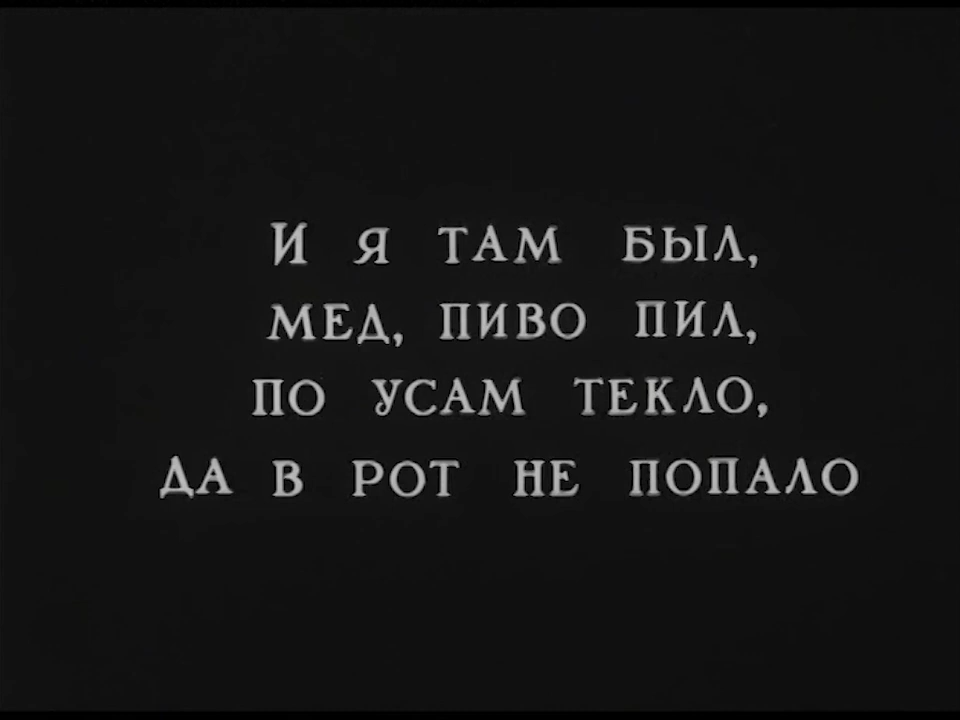 И Я ТАМ БЫЛ,
МЕД, ПИВО ПИЛ,
ПО УСАМ ТЕКЛО,
ДА В РОТ НЕ ПОПАЛО